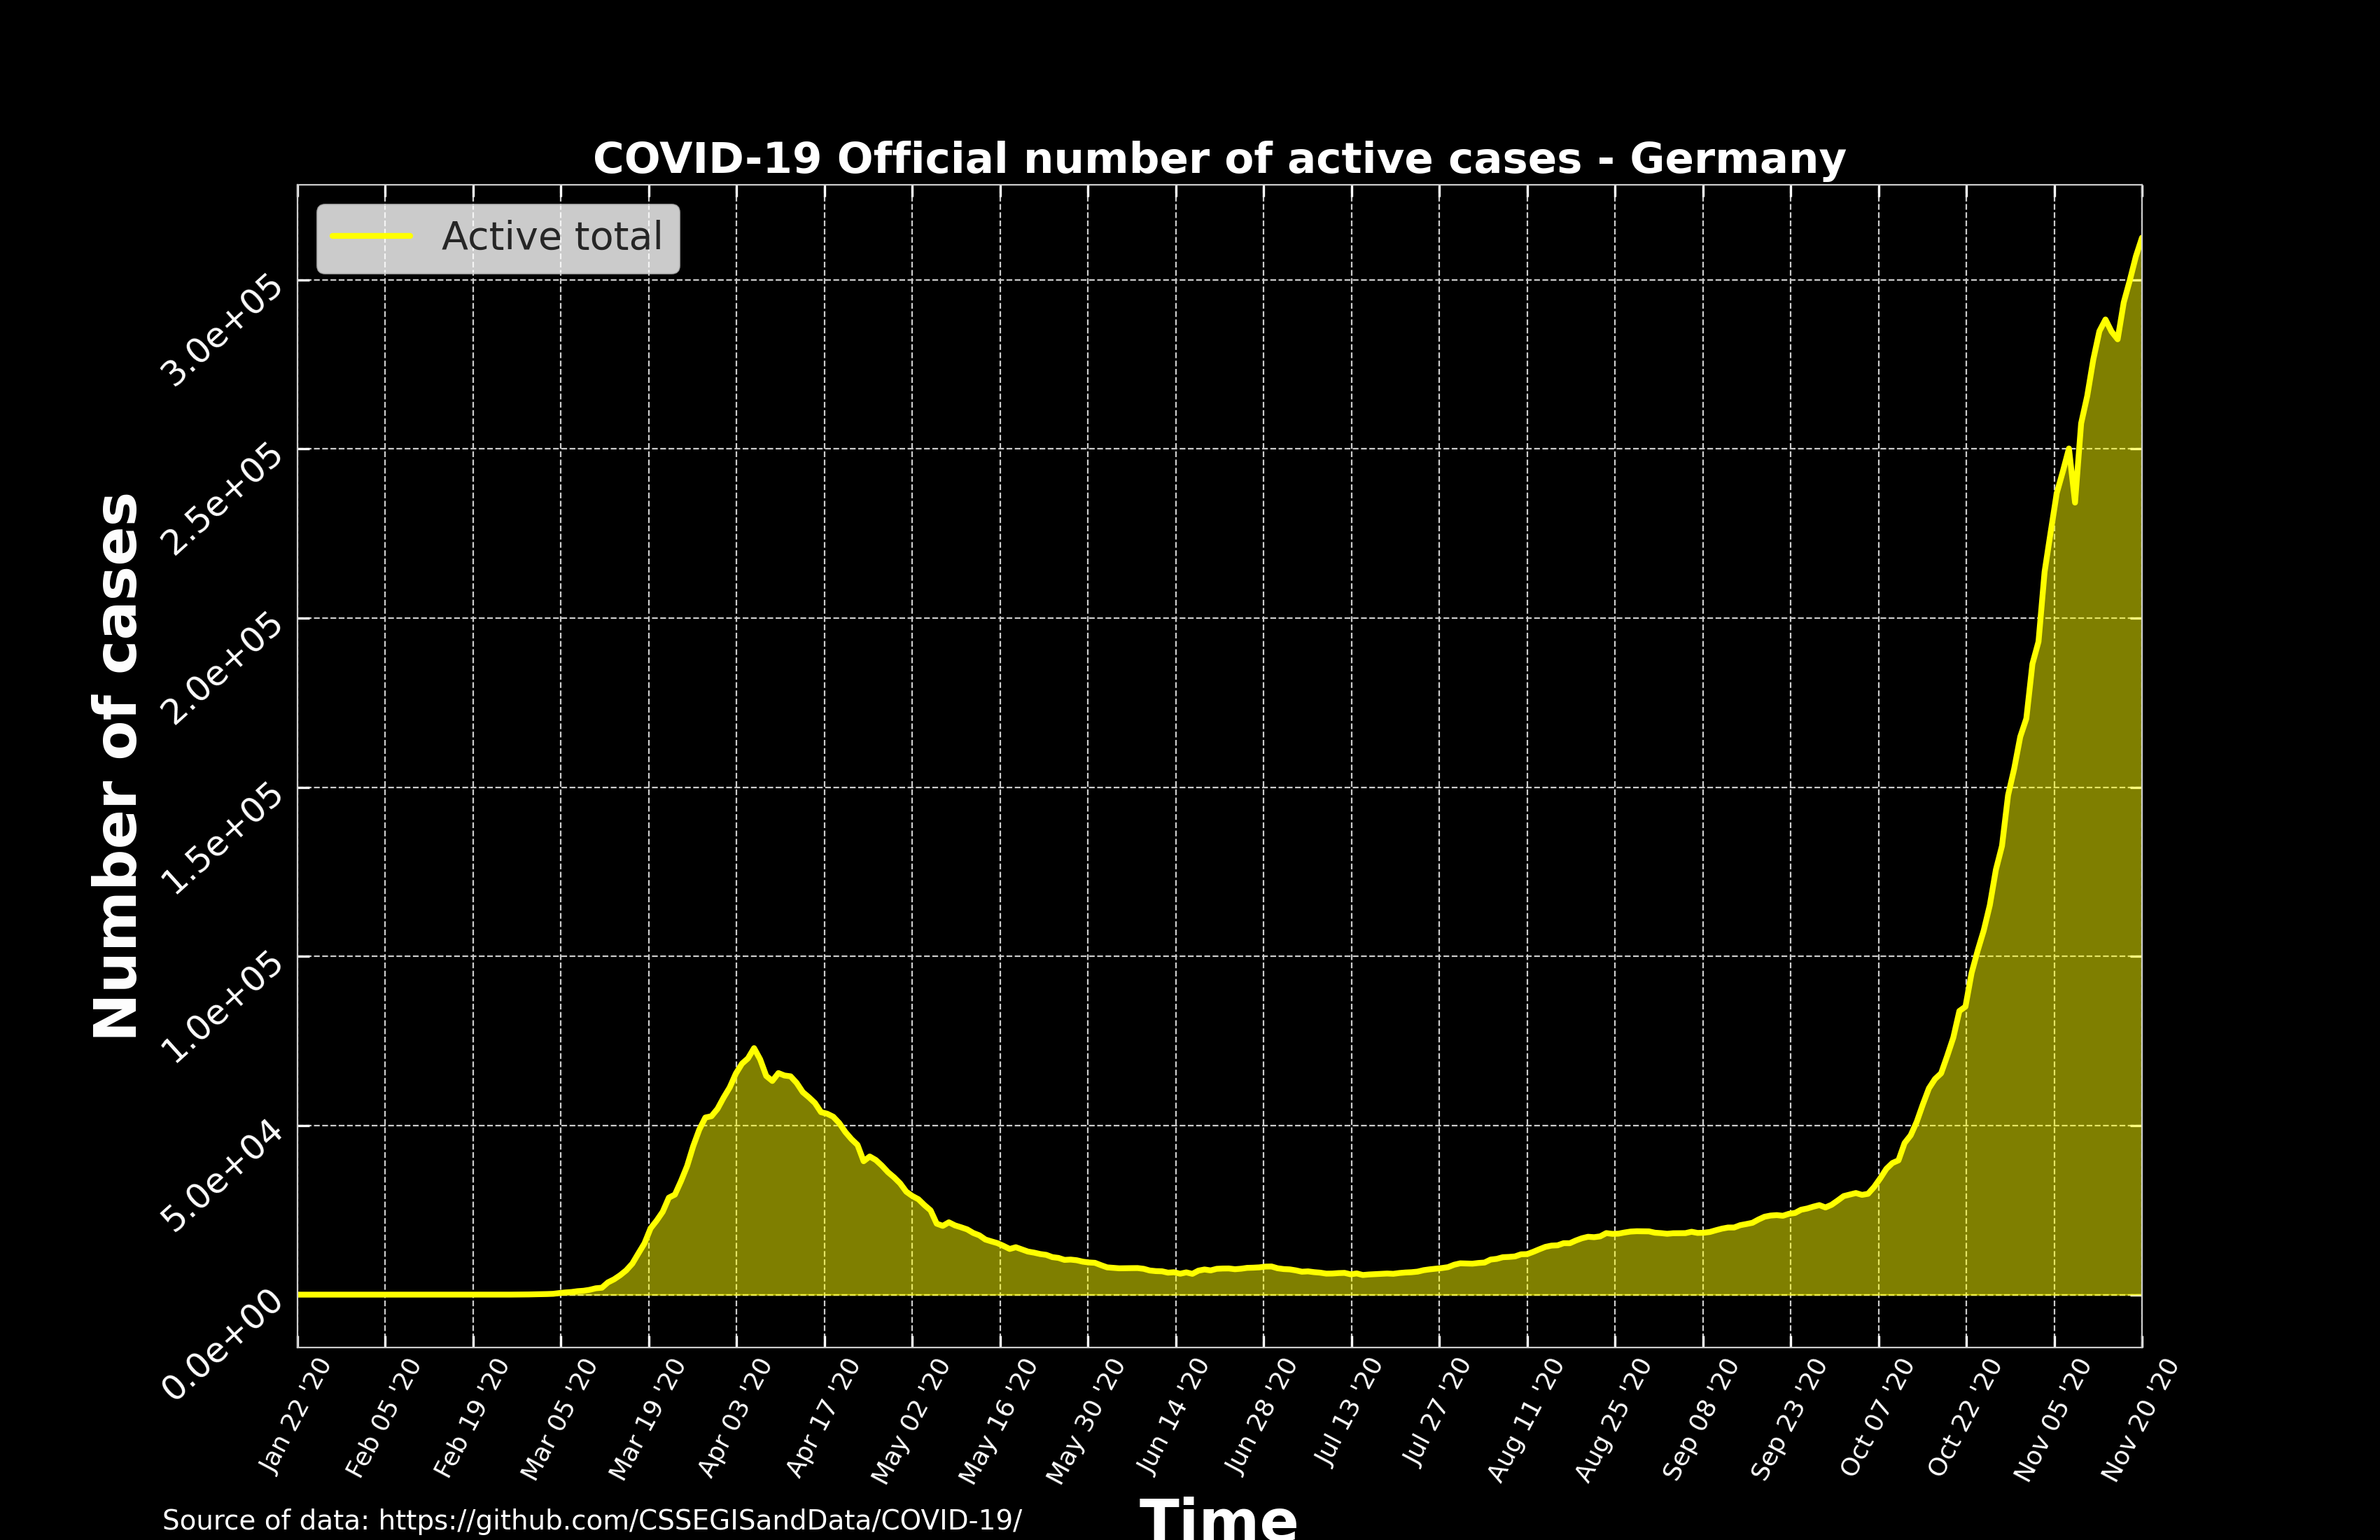 COVID-19 Official number of active cases - Germany
Active total
Number of cases
3.0e+05
2.5e+05
2.0e+05
1.5e+05
1.0e+05
5.0e+04
0.0e+00
Jan 22 '20
Feb 05 '20
Feb 19 '20
Mar 05 '20
Mar 19 '20
Apr 03 '20
Apr 17 '20
May 02 '20
May 16 '20
May 30 '20
Jun 14 '20
Jun 28 '20
Jul 13 '20
Jul 27 '20
Aug 11 '20
Aug 25 '20
Sep 08 '20
Sep 23 '20
Oct 07 '20
Oct 22 '20
Nov 05 '20
Nov 20 '20
Time
Source of data: https://github.com/CSSEGISandData/COVID-19/